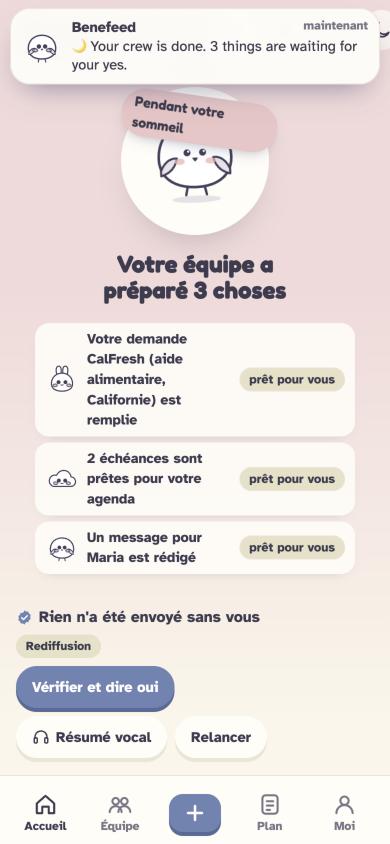 Benefeed
maintenant
🌙 Your crew is done. 3 things are waiting for
your yes.
Pendant votre
sommeil
Votre équipe a
préparé 3 choses
Votre demande
CalFresh (aide
alimentaire,
Californie) est
remplie
prêt pour vous
2 échéances sont
prêtes pour votre
agenda
prêt pour vous
Un message pour
Maria est rédigé
prêt pour vous
Rien n'a été envoyé sans vous
Rediffusion
Vérifier et dire oui
Résumé vocal
Relancer
Accueil
Équipe
Plan
Moi